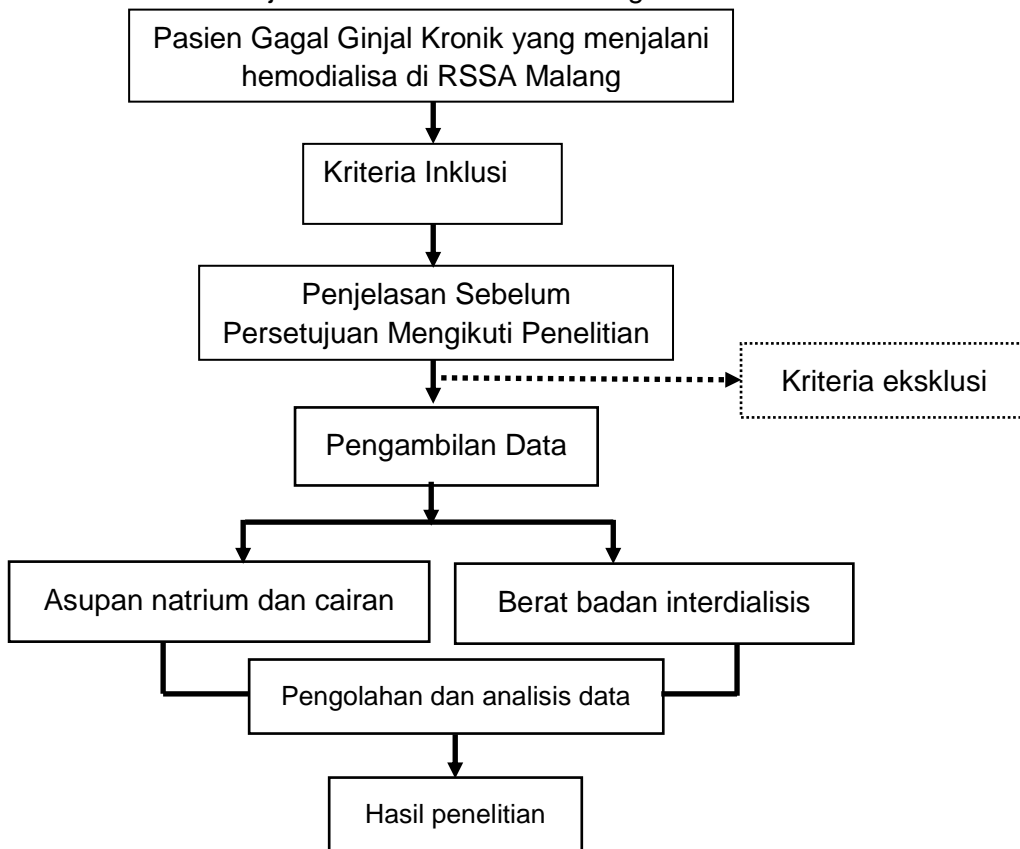 Pasien Gagal Ginjal Kronik yang menjalani
hemodialisa di RSSA Malang
Kriteria Inklusi
Penjelasan Sebelum
Persetujuan Mengikuti Penelitian
Kriteria eksklusi
Pengambilan Data
Asupan natrium dan cairan
Berat badan interdialisis
Pengolahan dan analisis data
Hasil penelitian